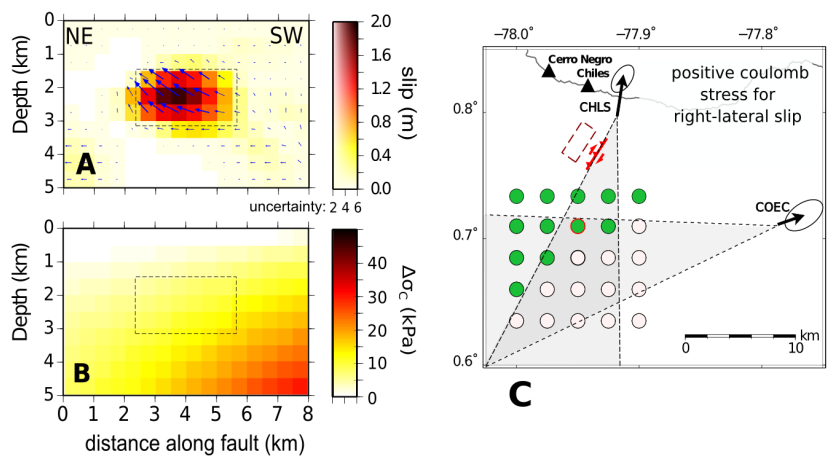 NE
SW
A
0
1
2
3
4
5
Depth (km)
2.0
1.6
1.2
0.8
0.4
0.0
slip (m)
uncertainty: 2 4 6
B
0
1
2
3
4
5
Depth (km)
0 1 2 3 4 5 6 7 8
distance along fault (km)
40
30
20
10
0
Δσc (kPa)
−78.0° −77.9° −77.8°
0.8°
0.7°
0.6°
Cerro Negro
Chiles
CHLS
positive coulomb
stress for
right-lateral slip
COEC
km
0 10
C